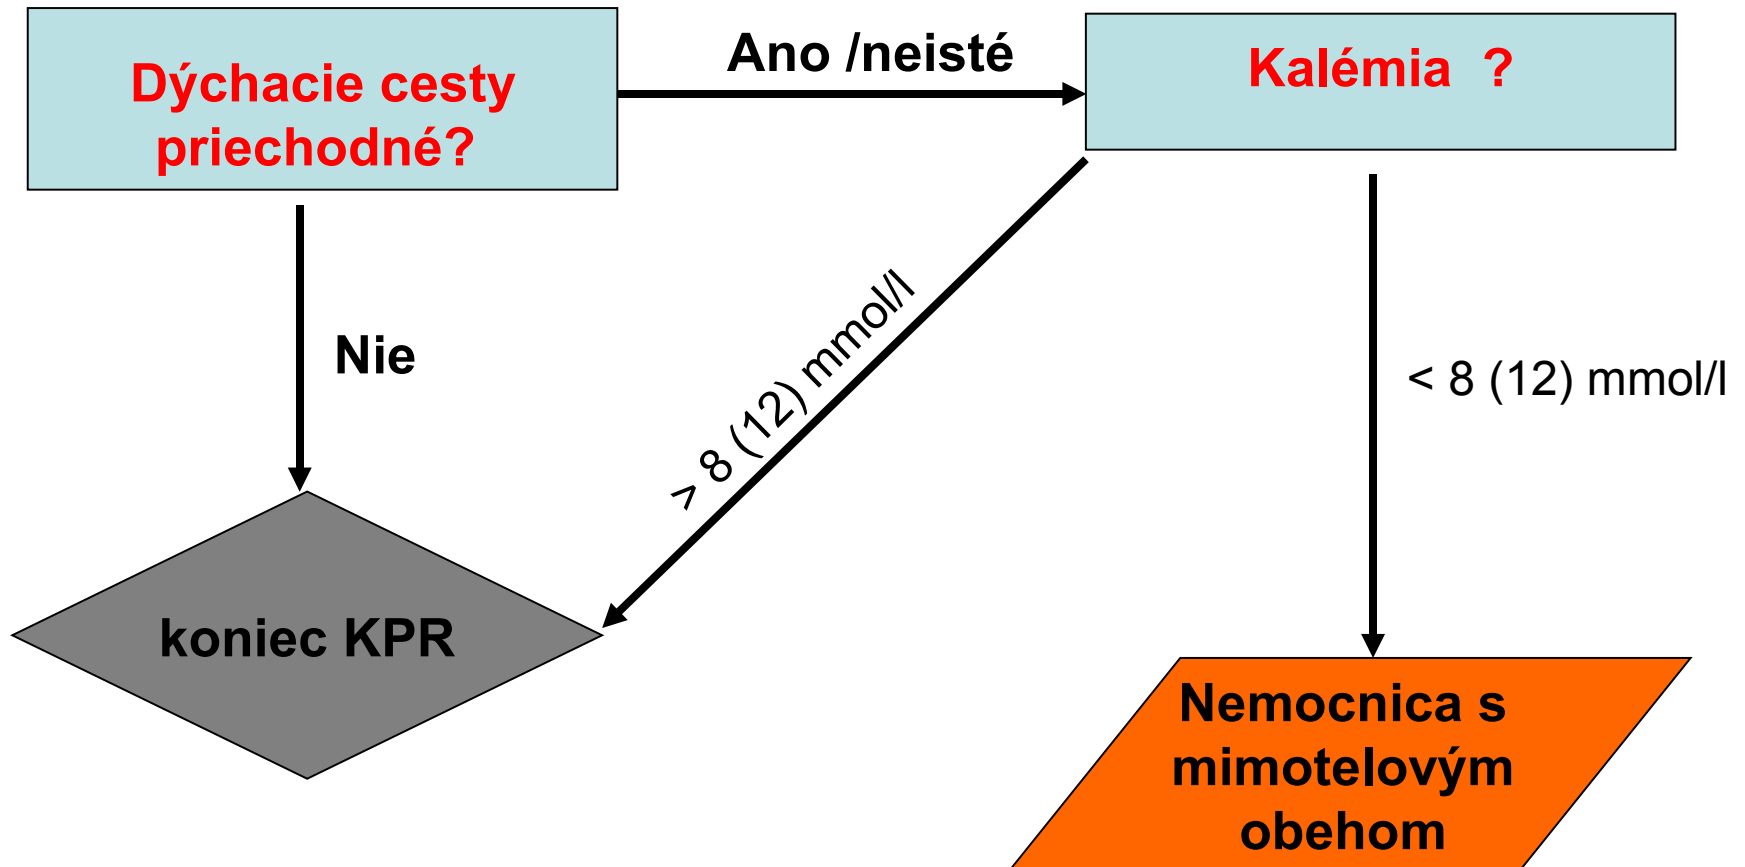 Dýchacie cesty
priechodné?
Ano /neisté
Kalémia ?
Nie
> 8 (12) mmol/l
< 8 (12) mmol/l
koniec KPR
Nemocnica s
mimotelovým
obehom